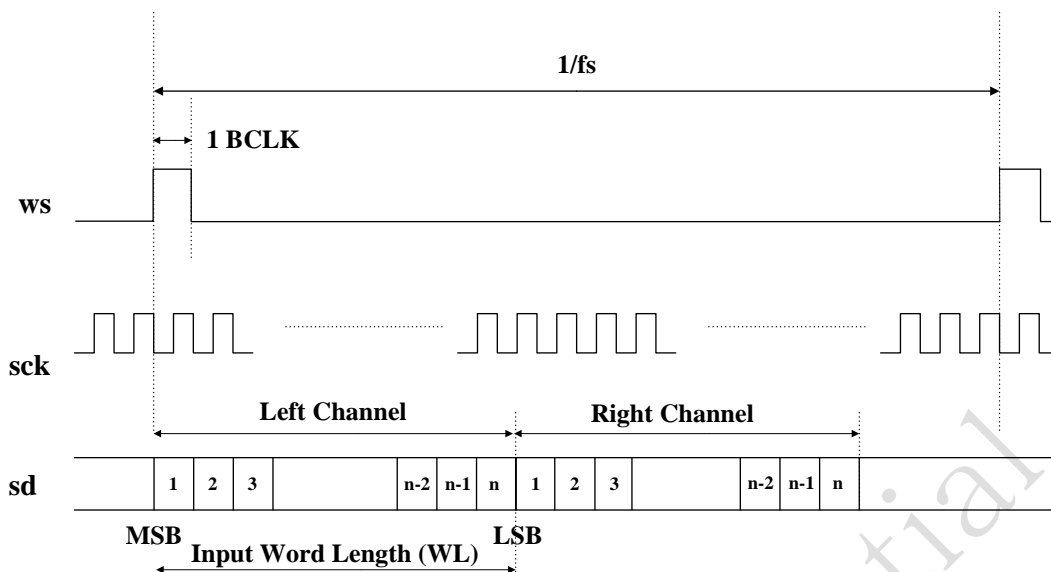 1/fs
1 BCLK
ws
sck
Left Channel
Right Channel
sd
1 2 3 n-2 n-1 n 1 2 3 n-2 n-1 n
MSB
LSB
Input Word Length (WL)
tial